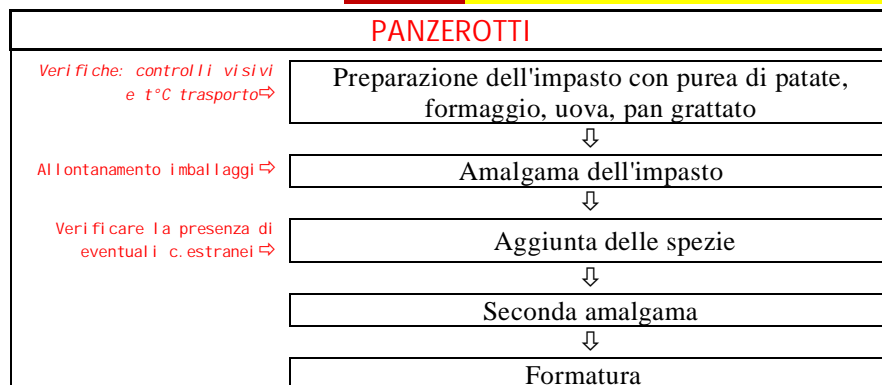 PANZEROTTI
Verifiche: controlli visivi
e t°C trasporto⇨
Preparazione dell'impasto con purea di patate,
formaggio, uova, pan grattato
⇩
Allontanamento imballaggi⇨
Amalgama dell'impasto
⇩
Verificare la presenza di
eventuali c.estranei⇨
Aggiunta delle spezie
⇩
Seconda amalgama
⇩
Formatura